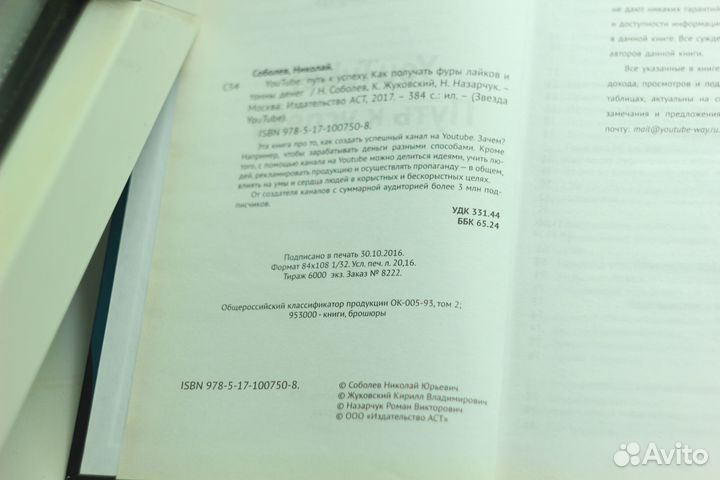 Соболев, Николай.
С54
YouTube: путь к успеху. Как получать фуры лайков и
тонны денег. / Н. Соболев, К. Жуковский, Н. Назарчук. –
Москва: Издательство АСТ, 2017. – 384 с.: ил. – (Звезда
YouTube).
ISBN 978-5-17-100750-8.
Эта книга про то, как создать успешный канал на Youtube. Зачем?
Например, чтобы зарабатывать деньги разными способами. Кроме
того, с помощью канала на Youtube можно делиться идеями, учить лю-
дей, рекламировать продукцию и осуществлять пропаганду – в общем,
влиять на умы и сердца людей в корыстных и бескорыстных целях.
От создателя каналов с суммарной аудиторией более 3 млн под-
писчиков.
УДК 331.44
ББК 65.24
Подписано в печать 30.10.2016.
Формат 84x108 1/32. Усл. печ. л. 20,16.
Тираж 6000 экз. Заказ № 8222.
Общероссийский классификатор продукции ОК-005-93, том 2;
953000 - книги, брошюры
ISBN 978-5-17-100750-8.
© Соболев Николай Юрьевич
© Жуковский Кирилл Владимирович
© Назарчук Роман Викторович
© ООО «Издательство АСТ»
не дают никаких гарантий
и доступности информац
в данной книге. Все сужде
авторов данной книги.
Все указанные в книге
дохода, просмотров и под
таблицах, актуальны на
замечания и предложения
почту: mail@youtube-way.ru.
Avito